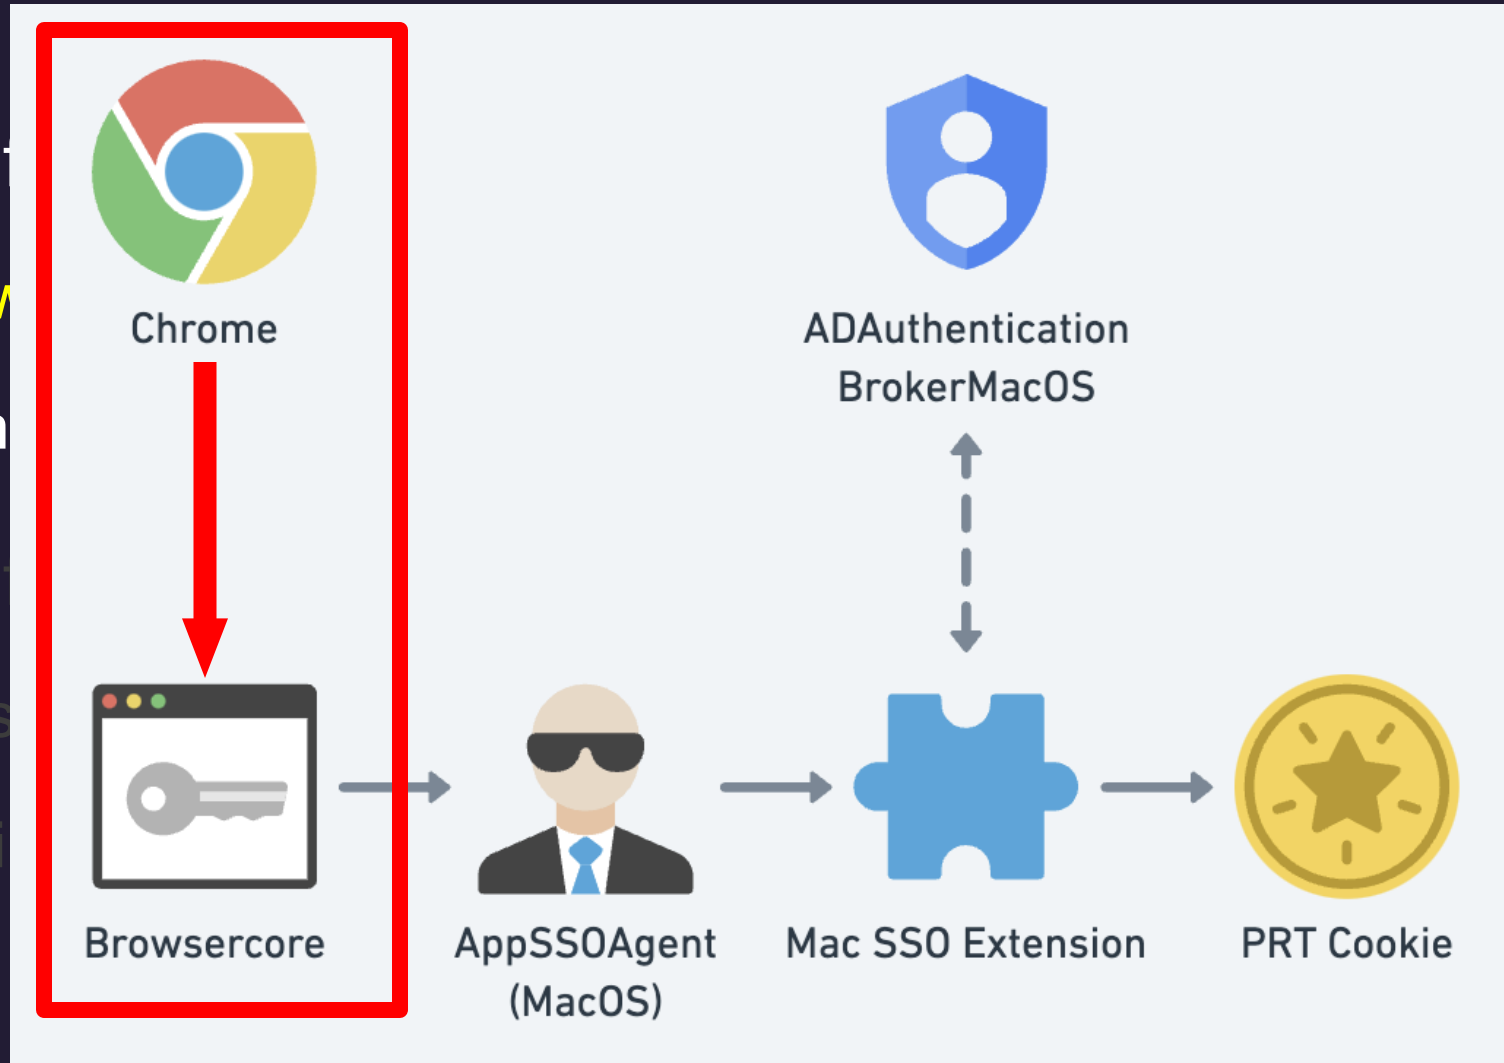 Chrome
ADAuthentication
BrokerMacOS
Browsercore
AppSSOAgent
(MacOS)
Mac SSO Extension
PRT Cookie